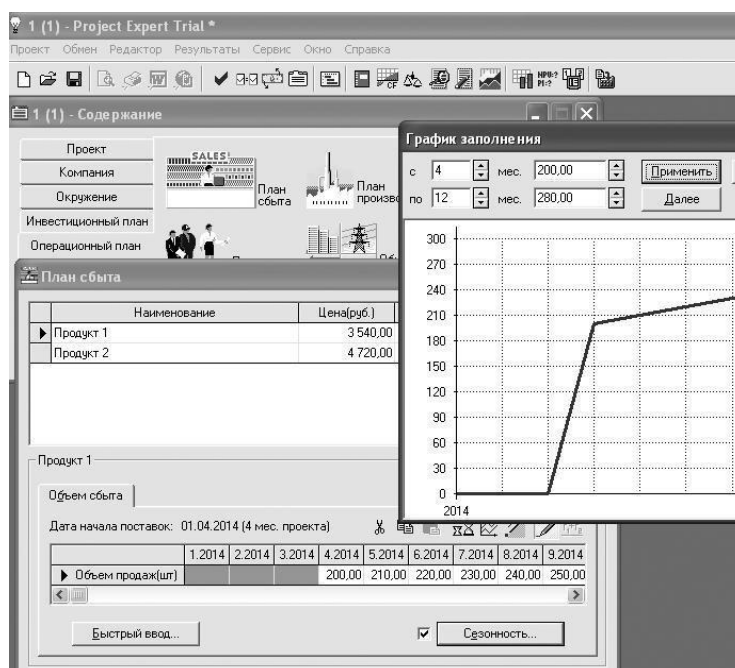 1 (1) - Project Expert Trial *
Проект Обмен Редактор Результаты Сервис Окно Справка
1 (1) - Содержание
Проект
Компания
Окружение
Инвестиционный план
Операционный план
SALES!
План сбыта
План
План сбыта
Наименование Цена(руб.)
Продукт 1 3 540,00
Продукт 2 4 720,00
Продукт 1
Объем сбыта
Дата начала поставок: 01.04.2014 (4 мес. проекта)
1.2014 2.2014 3.2014 4.2014 5.2014 6.2014 7.2014 8.2014 9.2014
Объем продаж(шт) 200,00 210,00 220,00 230,00 240,00 250,00
Быстрый ввод...
Сезонность...
График заполнения
с 4 мес. 200,00 Применить
по 12 мес. 280,00 Далее
300
270
240
210
180
150
120
90
60
30
0
2014